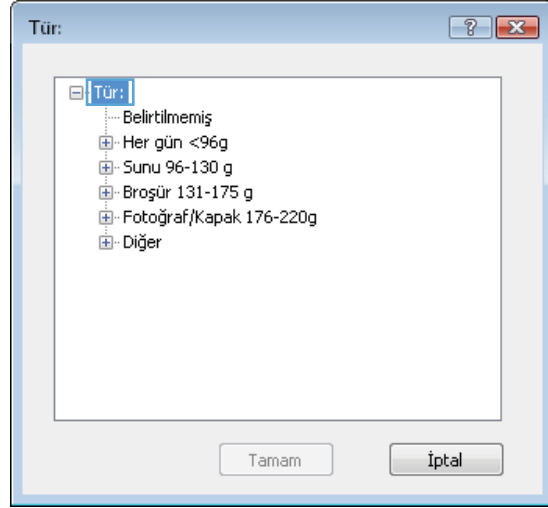 Tür:
Tür:
Belirtilmemiş
Her gün <96g
Sunu 96-130 g
Broşür 131-175 g
Fotoğraf/Kapak 176-220g
Diğer
Tamam
İptal